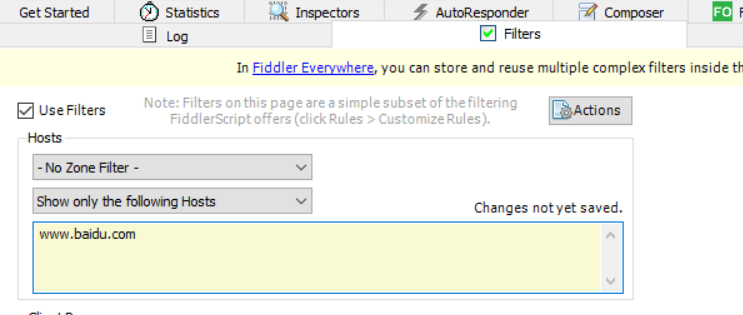 Get Started Statistics Inspectors AutoResponder Composer FO F
Log Filters
In Fiddler Everywhere, you can store and reuse multiple complex filters inside th
Use Filters
Note: Filters on this page are a simple subset of the filtering
FiddlerScript offers (click Rules > Customize Rules).
Actions
Hosts
- No Zone Filter -
Show only the following Hosts
Changes not yet saved.
www.baidu.com